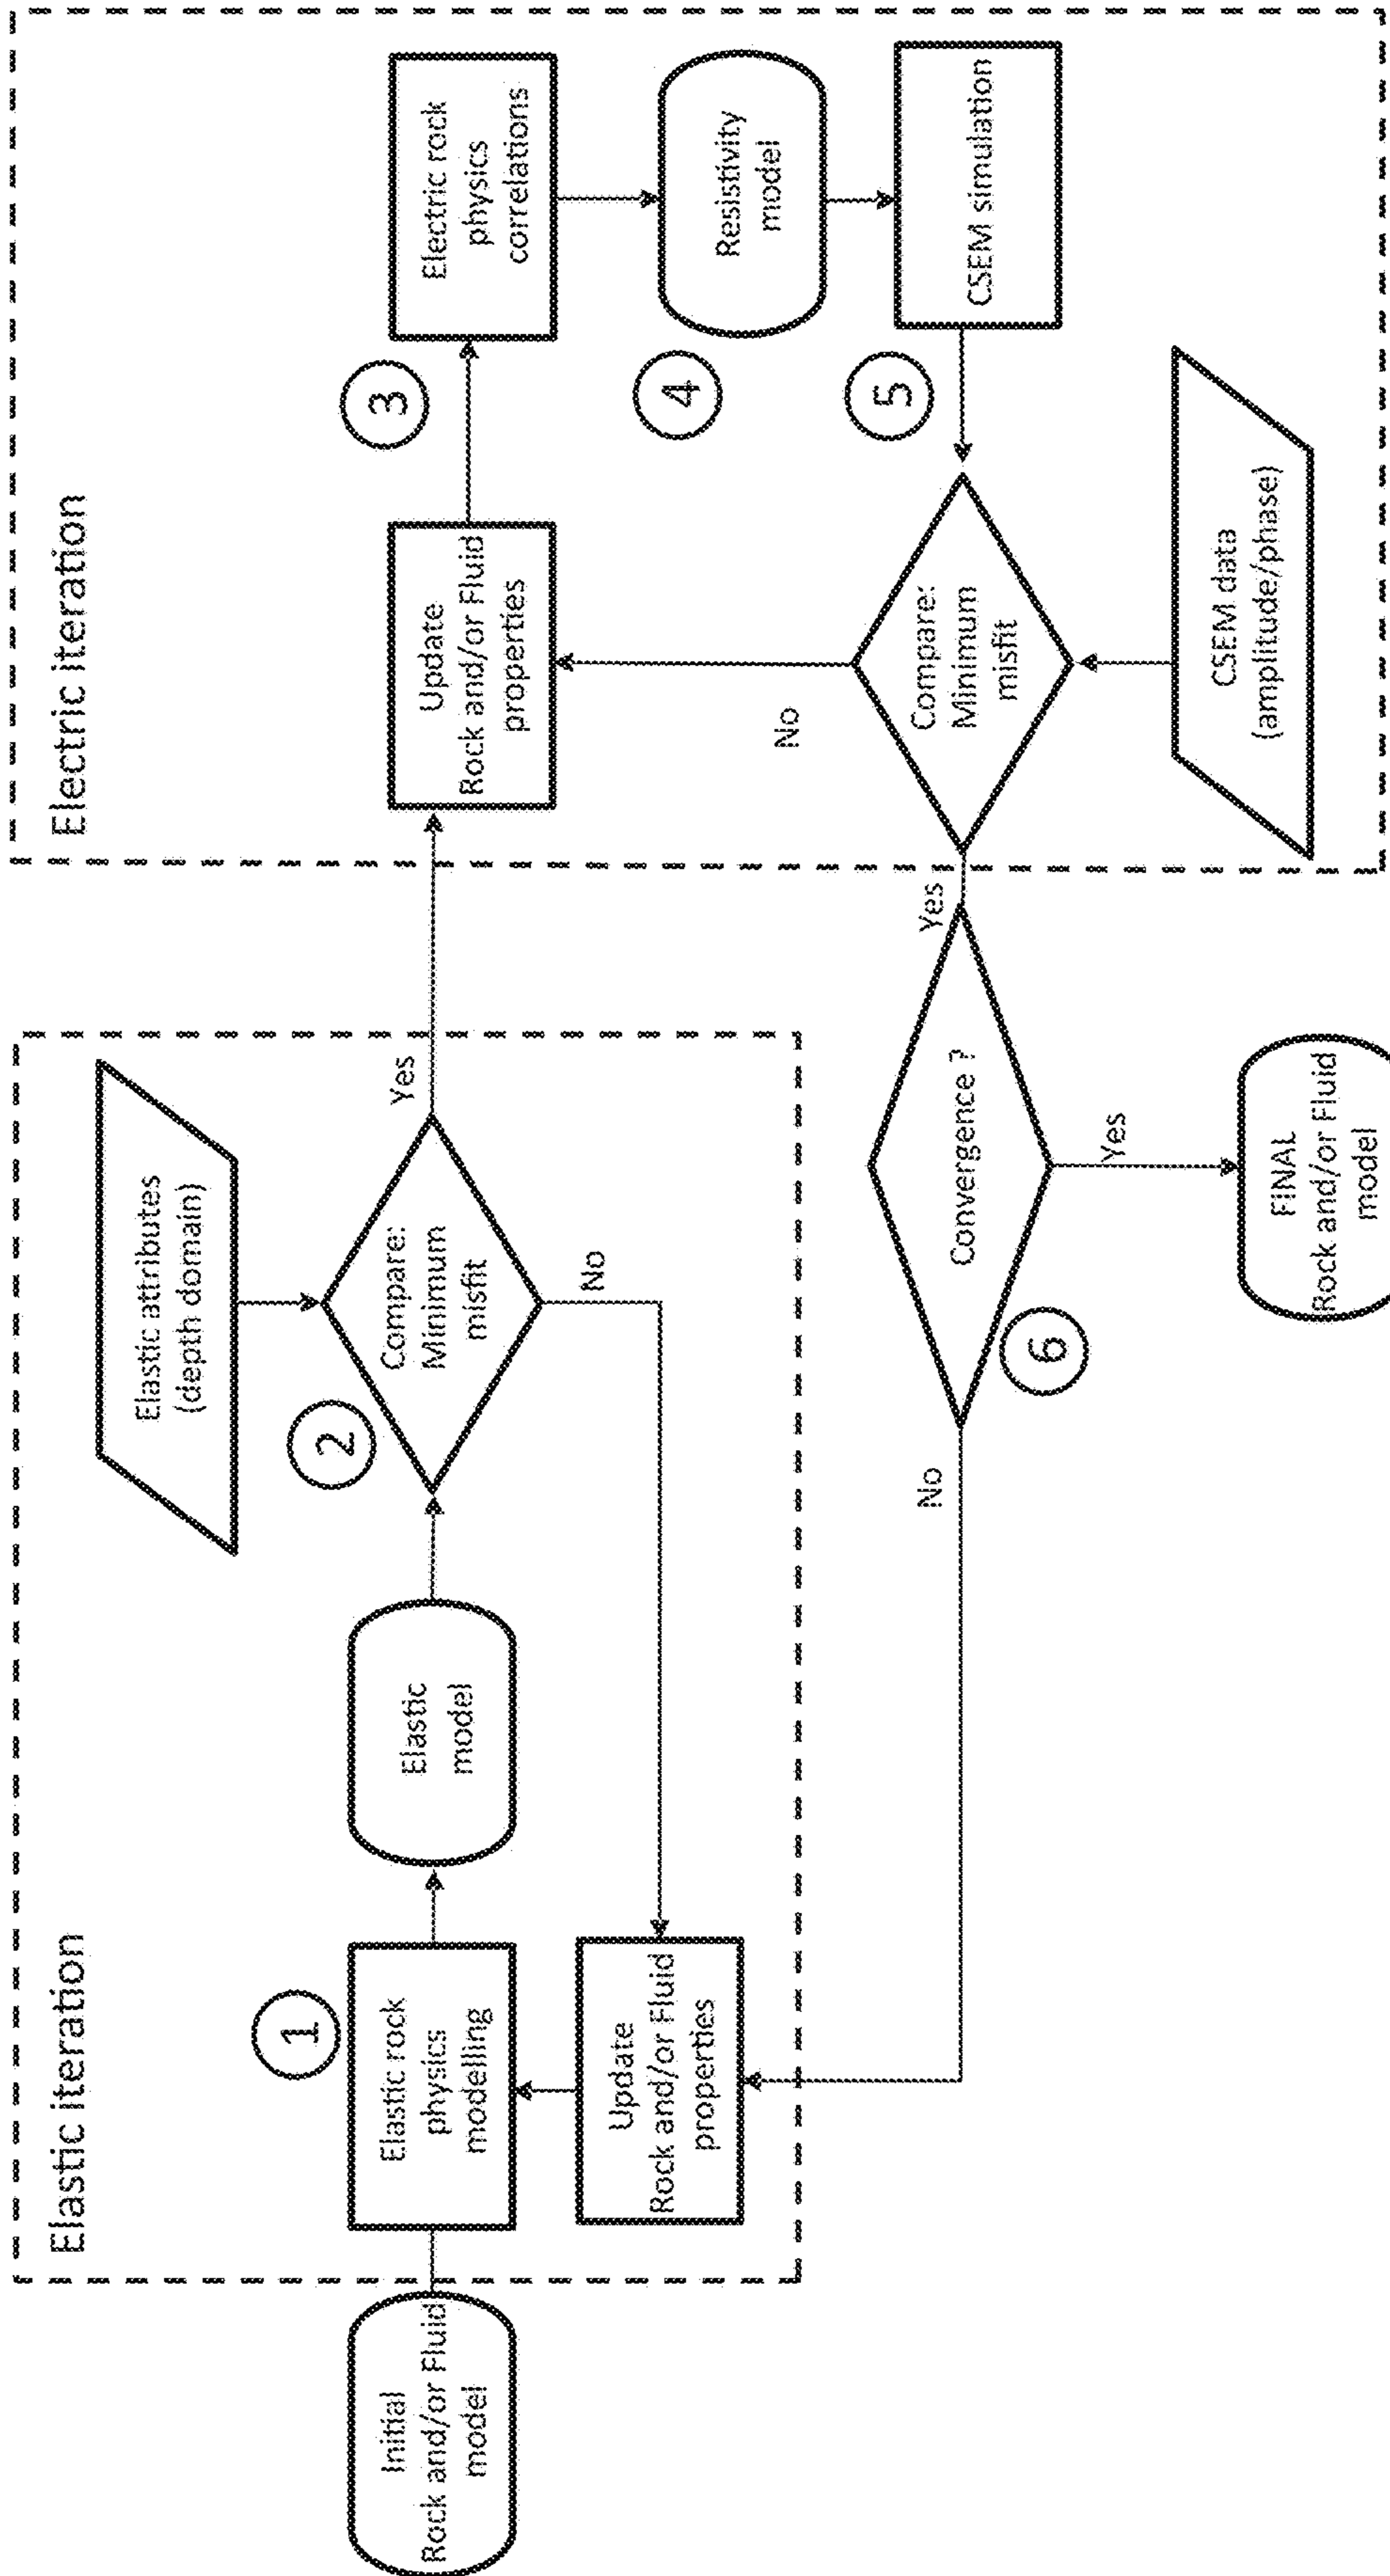 Elastic iteration
Initial
Rock and/or Fluid
model
1
Elastic rock
physics
modelling
Update
Rock and/or Fluid
properties
Elastic
model
2
Elastic attributes
(depth domain)
Compare:
Minimum
misfit
Yes
No
Electric iteration
Update
Rock and/or Fluid
properties
3
Electric rock
physics
correlations
4
Resistivity
model
5
CSEM simulation
Compare:
Minimum
misfit
No
Yes
CSEM data
(amplitude/phase)
Convergence ?
6
No
Yes
FINAL
Rock and/or Fluid
model